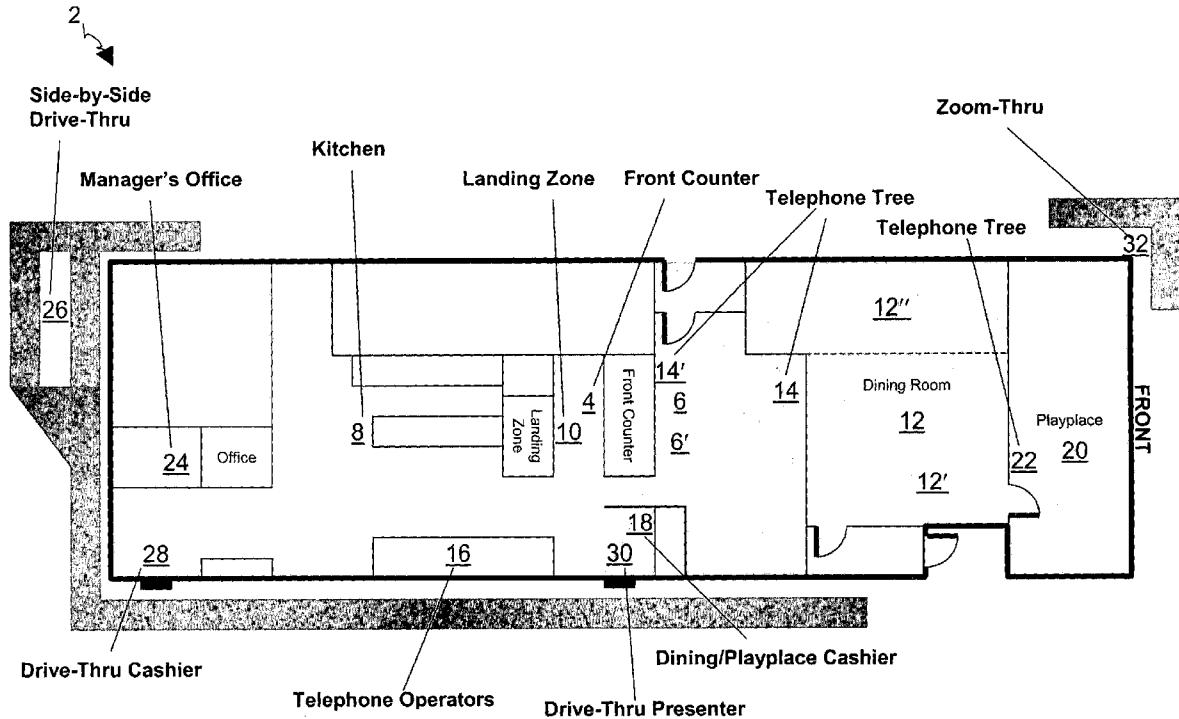 2
Side-by-Side
Drive-Thru
Zoom-Thru
Kitchen
Manager's Office
Landing Zone
Front Counter
Telephone Tree
Telephone Tree
32
26
12''
14'
14
4
6
Front Counter
Dining Room
12
Playplace
20
FRONT
8
Landing
Zone
10
6'
24
Office
22
12'
18
28
16
30
Drive-Thru Cashier
Dining/Playplace Cashier
Telephone Operators
Drive-Thru Presenter